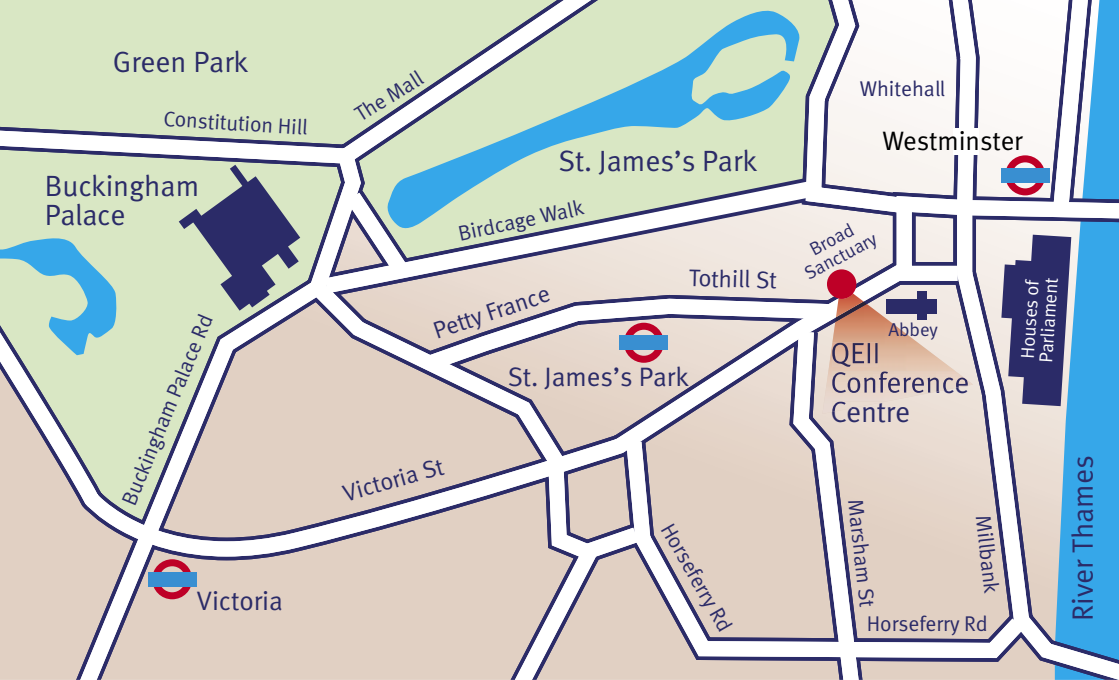 Green Park
The Mall
Constitution Hill
Whitehall
Westminster
St. James’s Park
Buckingham
Palace
Birdcage Walk
Broad
Sanctuary
Tothill St
Petty France
Abbey
Houses of
Parliament
QEII
Conference
Centre
St. James’s Park
Buckingham Palace Rd
Victoria St
River Thames
Horseferry Rd
Marsham St
Millbank
Victoria
Horseferry Rd